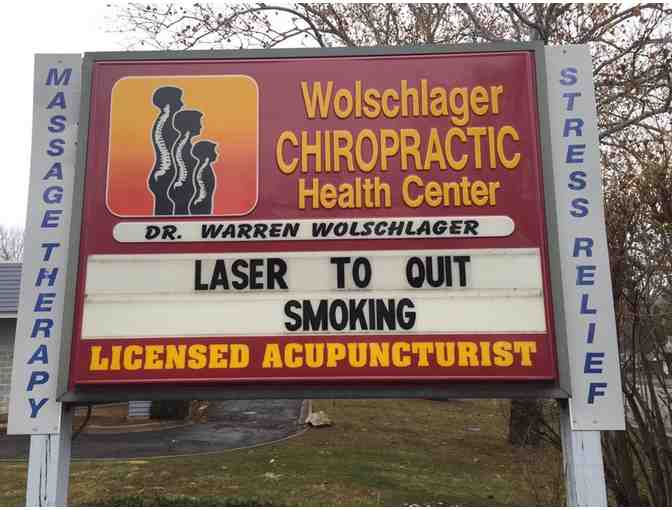 MASSAGE THERAPY
Wolschlager
CHIROPRACTIC
Health Center
DR. WARREN WOLSCHLAGER
LASER TO QUIT
SMOKING
LICENSED ACUPUNCTURIST
STRESS RELIEF